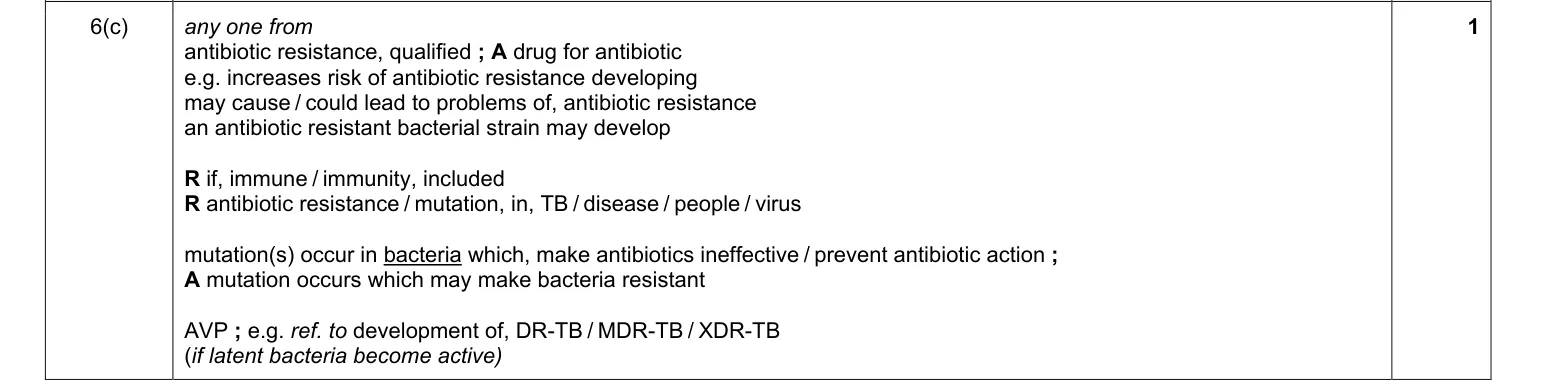 6(c) any one from 1
antibiotic resistance, qualified ; A drug for antibiotic
e.g. increases risk of antibiotic resistance developing
may cause / could lead to problems of, antibiotic resistance
an antibiotic resistant bacterial strain may develop
R if, immune / immunity, included
R antibiotic resistance / mutation, in, TB / disease / people / virus
mutation(s) occur in bacteria which, make antibiotics ineffective / prevent antibiotic action ;
A mutation occurs which may make bacteria resistant
AVP ; e.g. ref. to development of, DR-TB / MDR-TB / XDR-TB
(if latent bacteria become active)